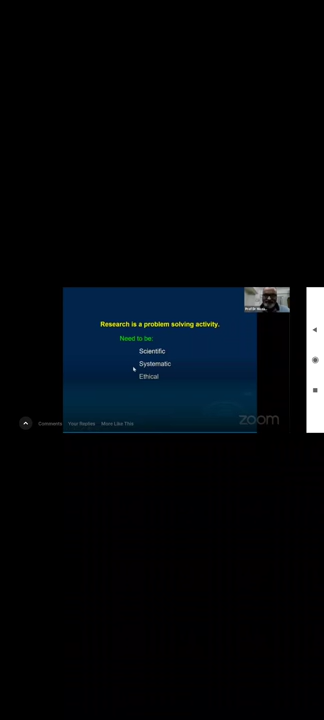 Research is a problem solving activity.
Need to be:
Scientific
Systematic
Ethical
zoom
Comments Your Replies More Like This